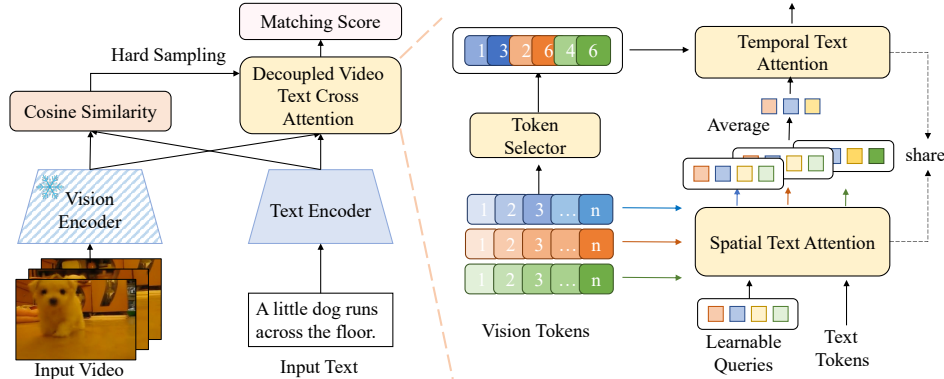 Matching Score
Hard Sampling
Decoupled Video
Text Cross
Attention
Cosine Similarity
Vision
Encoder
Text Encoder
A little dog runs
across the floor.
Input Video
Input Text
1 3 2 6 4 6
Temporal Text
Attention
Token
Selector
Average
share
1 2 3 ... n
1 2 3 ... n
1 2 3 ... n
Spatial Text Attention
Vision Tokens
Learnable
Queries
Text
Tokens